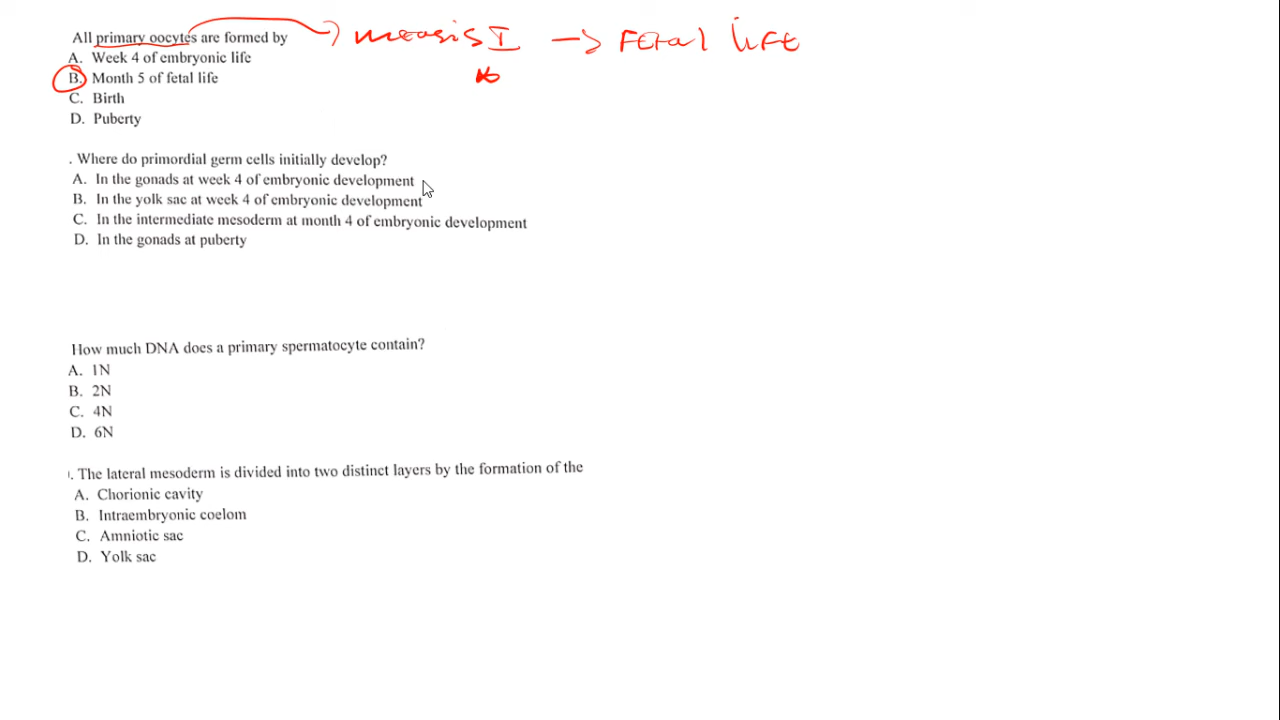 All primary oocytes are formed by → meosis I → Fetal life
A. Week 4 of embryonic life
B. Month 5 of fetal life
C. Birth
D. Puberty
. Where do primordial germ cells initially develop?
A. In the gonads at week 4 of embryonic development
B. In the yolk sac at week 4 of embryonic development
C. In the intermediate mesoderm at month 4 of embryonic development
D. In the gonads at puberty
How much DNA does a primary spermatocyte contain?
A. 1N
B. 2N
C. 4N
D. 6N
. The lateral mesoderm is divided into two distinct layers by the formation of the
A. Chorionic cavity
B. Intraembryonic coelom
C. Amniotic sac
D. Yolk sac